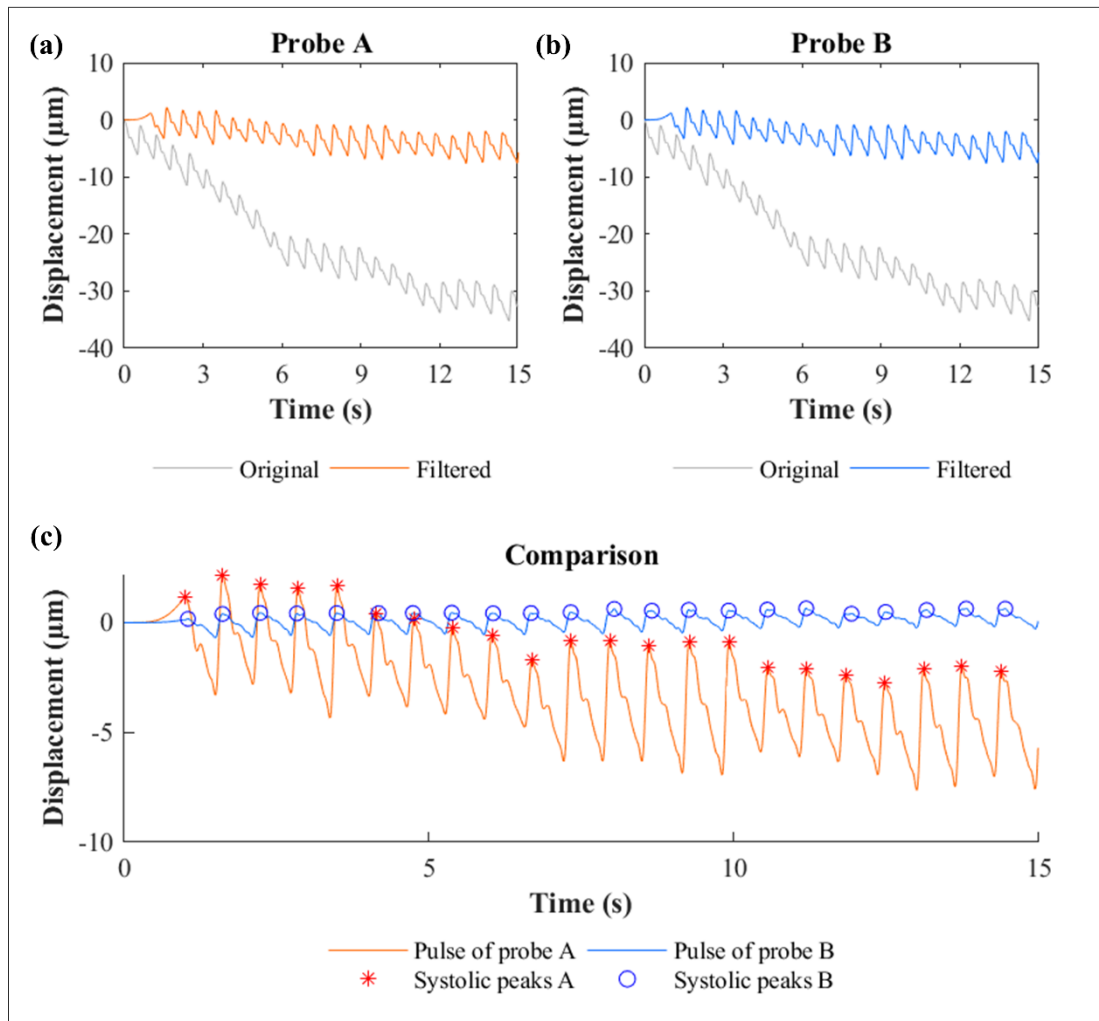 (a) Probe A
10
0
-10
-20
-30
-40
Displacement (μm)
0 3 6 9 12 15
Time (s)
Original Filtered
(b) Probe B
10
0
-10
-20
-30
-40
Displacement (μm)
0 3 6 9 12 15
Time (s)
Original Filtered
(c) Comparison
0
-5
-10
Displacement (μm)
0 5 10 15
Time (s)
Pulse of probe A Pulse of probe B
Systolic peaks A Systolic peaks B